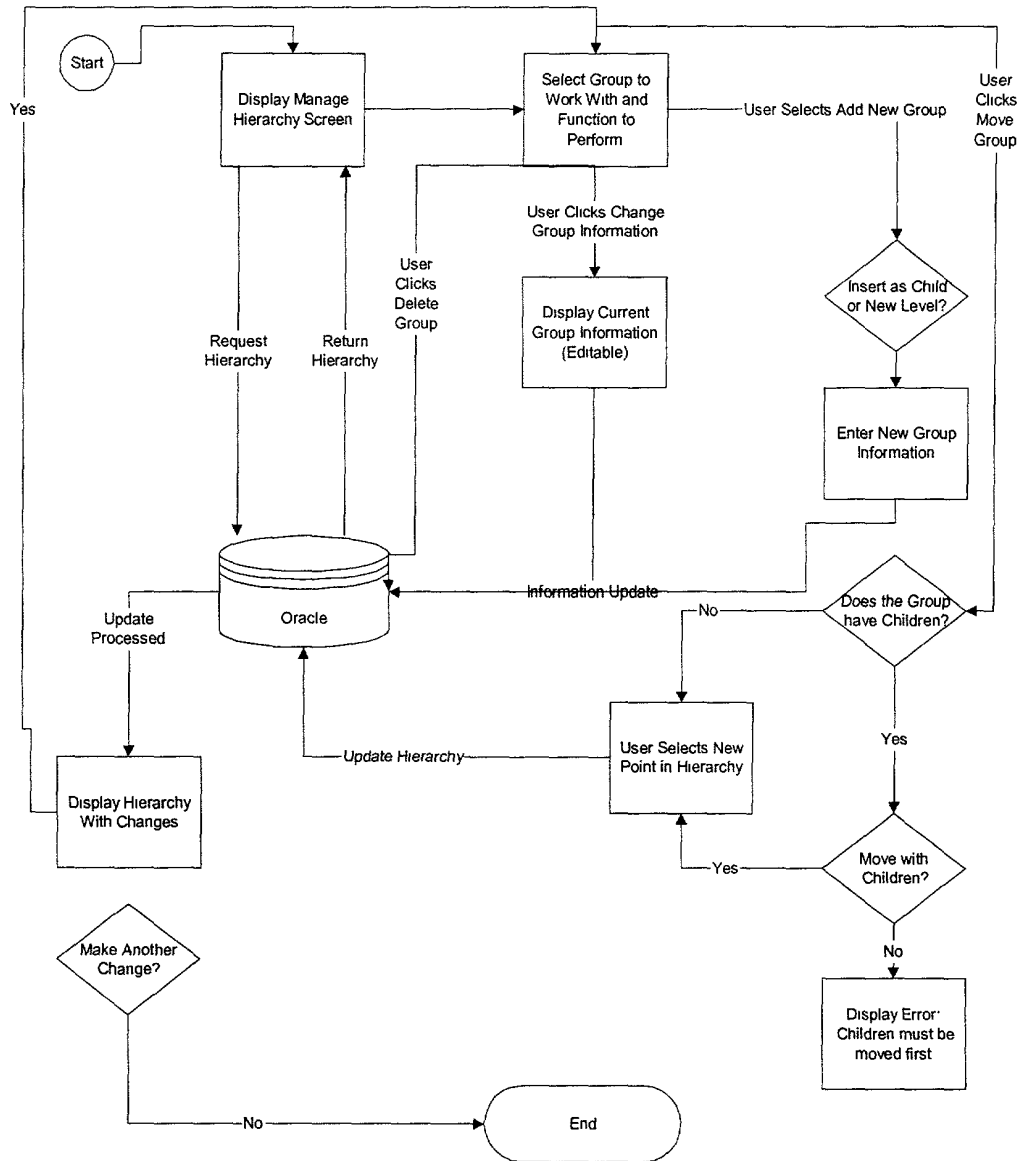 Start
Display Manage
Hierarchy Screen
Select Group to
Work With and
Function to
Perform
User Selects Add New Group
User
Clicks
Move
Group
Yes
User Clicks Change
Group Information
User
Clicks
Delete
Group
Insert as Child
or New Level?
Display Current
Group Information
(Editable)
Request
Hierarchy
Return
Hierarchy
Enter New Group
Information
Oracle
Information Update
Does the Group
have Children?
No
Update
Processed
Yes
User Selects New
Point in Hierarchy
Update Hierarchy
Display Hierarchy
With Changes
Move with
Children?
Yes
No
Make Another
Change?
Display Error:
Children must be
moved first
No
End